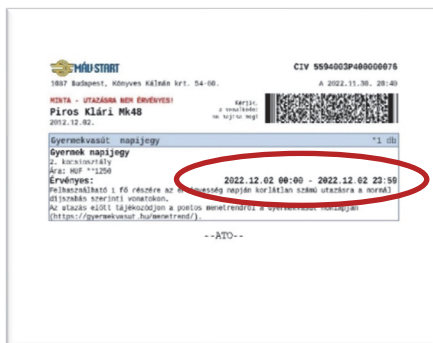 MÁV START
CIV 5594003P400000076
1087 Budapest, Könyves Kálmán krt. 54-60.
A 2022.11.30. 20:40
MINTA - UTAZÁSRA NEM ÉRVÉNYES!
Kérjük,
a vonalkódot
ne hajtsa meg!
Piros Klári Mk48
2012.12.02.
Gyermekvasút napijegy
*1 db
Gyermek napijegy
2. kocsiosztály
Ára: HUF **1250
Érvényes: 2022.12.02 00:00 - 2022.12.02 23:59
Felhasználható 1 fő részére az érvényesség napján korlátlan számú utazásra a normál
díjszabás szerinti vonatokon.
Az utazás előtt tájékozódjon a pontos menetrendről a Gyermekvasút honlapján
(https://gyermekvasut.hu/menetrend/).
--ATO--